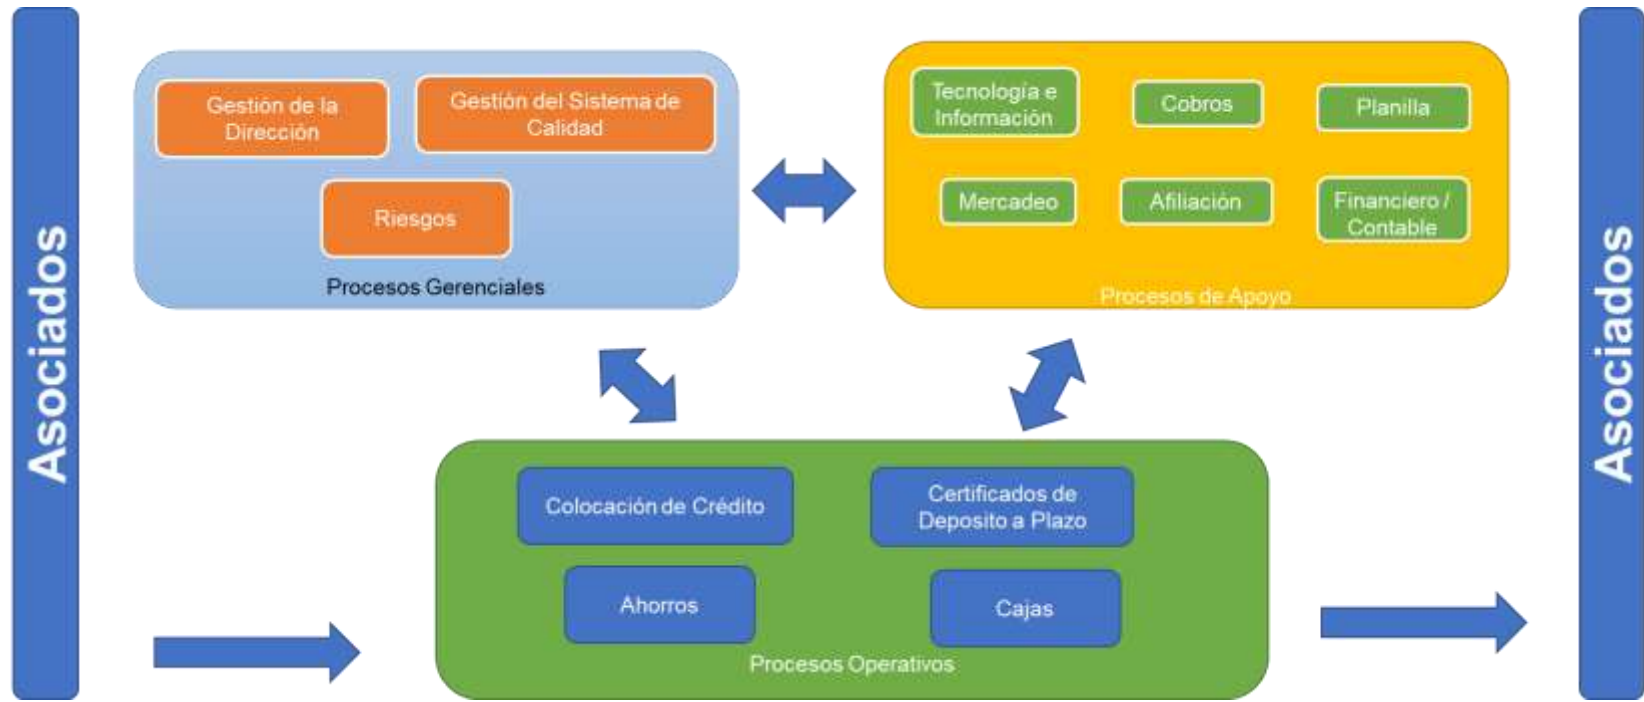 Asociados
Gestión de la
Dirección
Gestión del Sistema de
Calidad
Riesgos
Procesos Gerenciales
Tecnología e
Información
Cobros
Planilla
Mercadeo
Afiliación
Financiero /
Contable
Procesos de Apoyo
Colocación de Crédito
Certificados de
Deposito a Plazo
Ahorros
Cajas
Procesos Operativos
Asociados